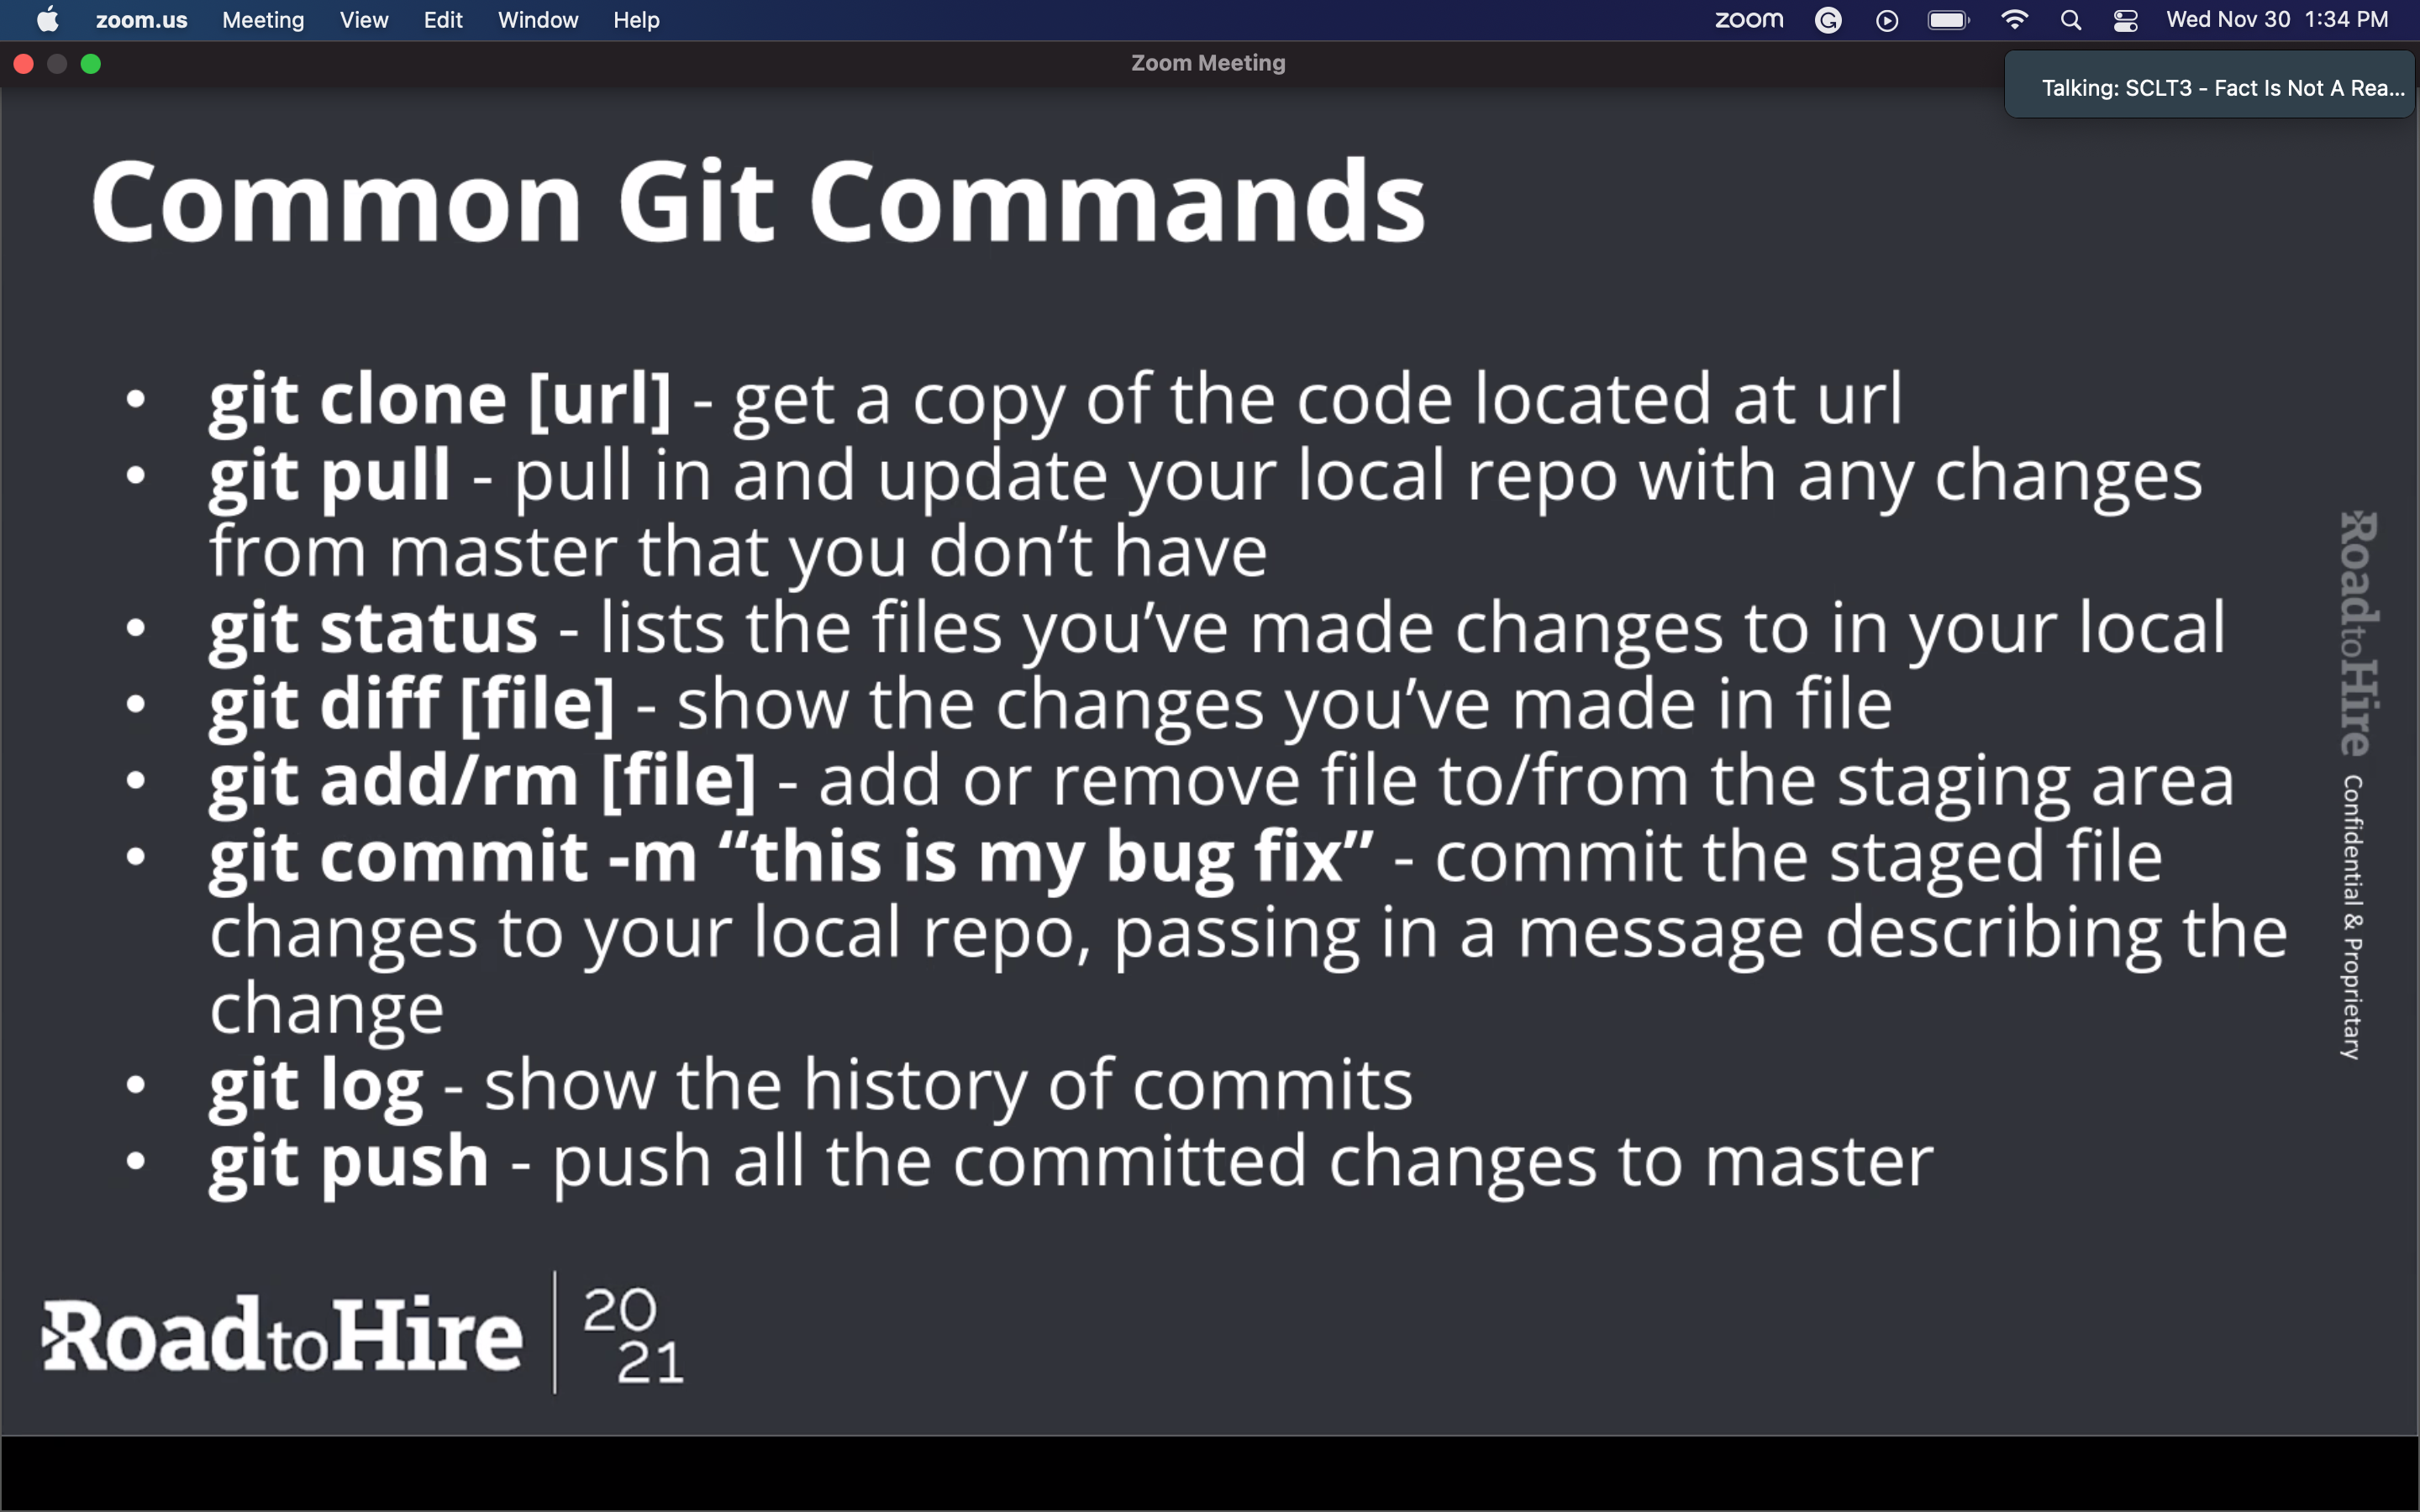 zoom.us Meeting View Edit Window Help zoom Wed Nov 30 1:34 PM
Zoom Meeting
Talking: SCLT3 - Fact Is Not A Rea...
Common Git Commands
• git clone [url] - get a copy of the code located at url
• git pull - pull in and update your local repo with any changes
from master that you don’t have
• git status - lists the files you’ve made changes to in your local
• git diff [file] - show the changes you’ve made in file
• git add/rm [file] - add or remove file to/from the staging area
• git commit -m “this is my bug fix” - commit the staged file
changes to your local repo, passing in a message describing the
change
• git log - show the history of commits
• git push - push all the committed changes to master
RoadtoHire Confidential & Proprietary
RoadtoHire
20
21